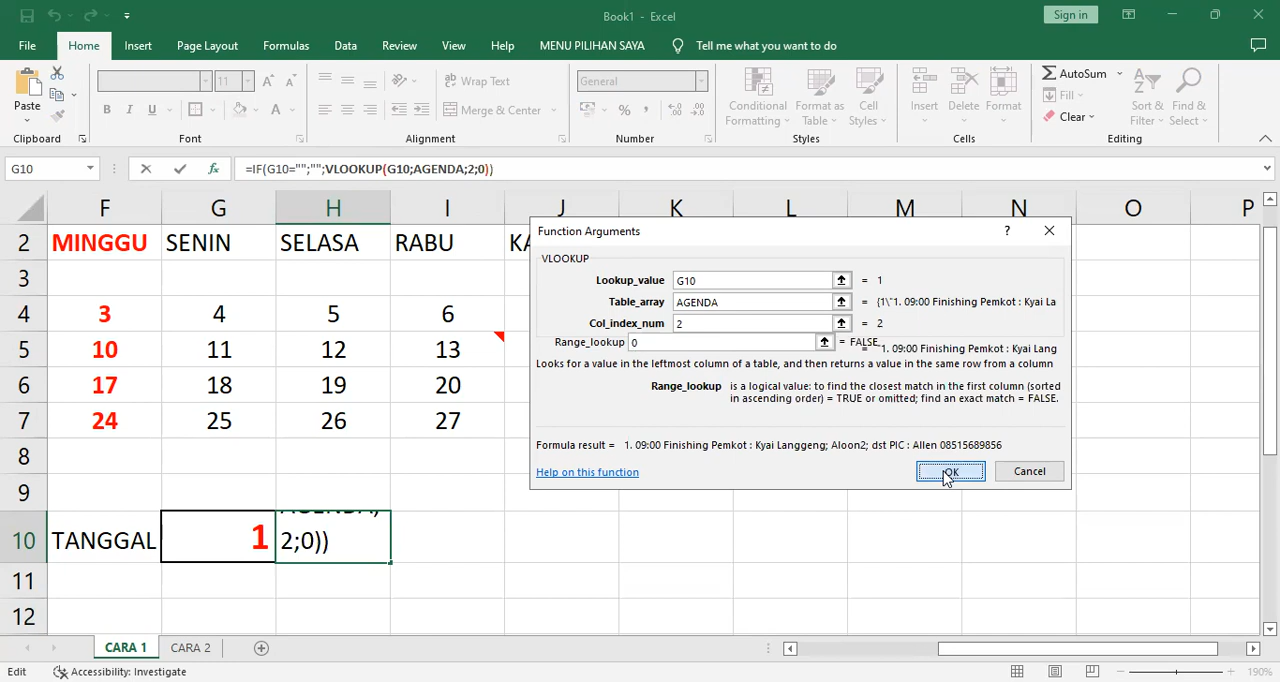 Book1 - Excel
Sign in
File Home Insert Page Layout Formulas Data Review View Help MENU PILIHAN SAYA Tell me what you want to do
Paste
Clipboard
11
Font
Wrap Text
Merge & Center
Alignment
General
Number
Conditional Formatting
Format as Table
Cell Styles
Styles
Insert Delete Format
Cells
AutoSum
Fill
Clear
Sort & Filter
Find & Select
Editing
G10 fx =IF(G10="";"";VLOOKUP(G10;AGENDA;2;0))
F G H I J K L M N O P
2 MINGGU SENIN SELASA RABU KA
3
4 3 4 5 6
5 10 11 12 13
6 17 18 19 20
7 24 25 26 27
8
9
10 TANGGAL 1 AGENDA;
2;0))
11
12
Function Arguments ?
VLOOKUP
Lookup_value G10 = 1
Table_array AGENDA = {1\"1. 09:00 Finishing Pemkot : Kyai La
Col_index_num 2 = 2
Range_lookup 0 = FALSE
= "1. 09:00 Finishing Pemkot : Kyai Lang
Looks for a value in the leftmost column of a table, and then returns a value in the same row from a column
Range_lookup is a logical value: to find the closest match in the first column (sorted
in ascending order) = TRUE or omitted; find an exact match = FALSE.
Formula result = 1. 09:00 Finishing Pemkot : Kyai Langgeng; Aloon2; dst PIC : Allen 08515689856
Help on this function OK Cancel
CARA 1 CARA 2
Edit Accessibility: Investigate 190%